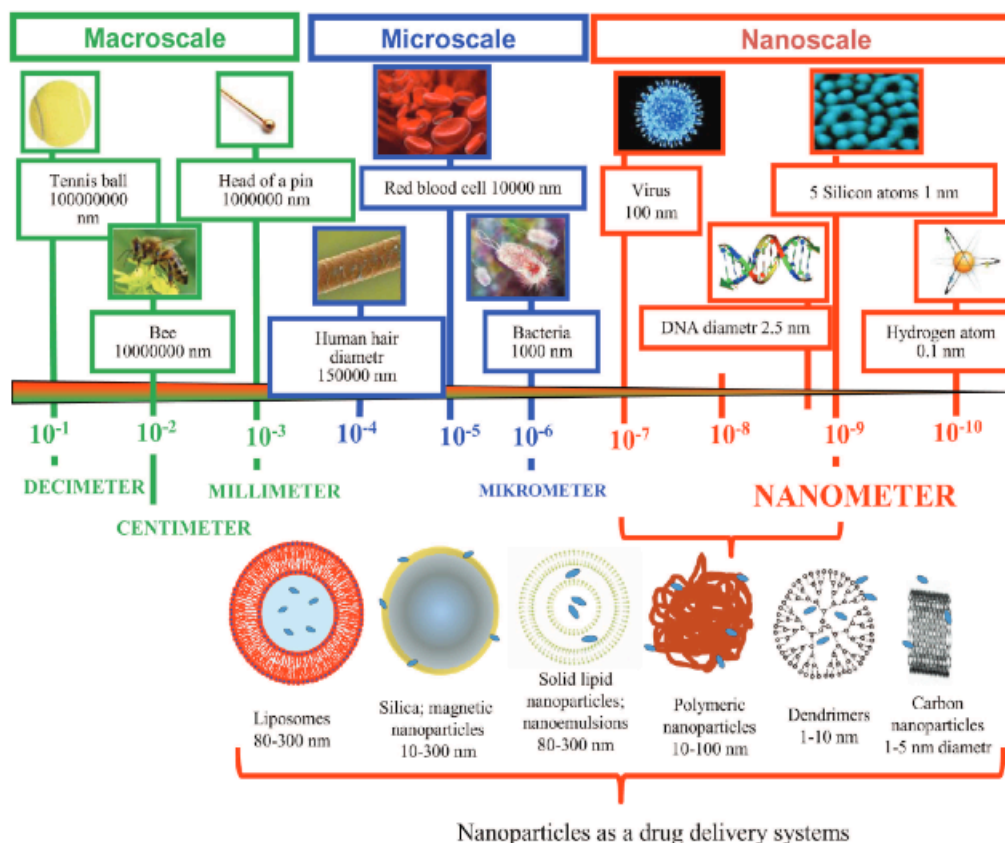 Macroscale
Microscale
Nanoscale
Tennis ball
100000000
nm
Head of a pin
1000000 nm
Red blood cell 10000 nm
Virus
100 nm
5 Silicon atoms 1 nm
Bee
10000000 nm
Human hair
diametr
150000 nm
Bacteria
1000 nm
DNA diametr 2.5 nm
Hydrogen atom
0.1 nm
10-1
10-2
10-3
10-4
10-5
10-6
10-7
10-8
10-9
10-10
DECIMETER
MILLIMETER
MIKROMETER
NANOMETER
CENTIMETER
Liposomes
80-300 nm
Silica; magnetic
nanoparticles
10-300 nm
Solid lipid
nanoparticles;
nanoemulsions
80-300 nm
Polymeric
nanoparticles
10-100 nm
Dendrimers
1-10 nm
Carbon
nanoparticles
1-5 nm diametr
Nanoparticles as a drug delivery systems